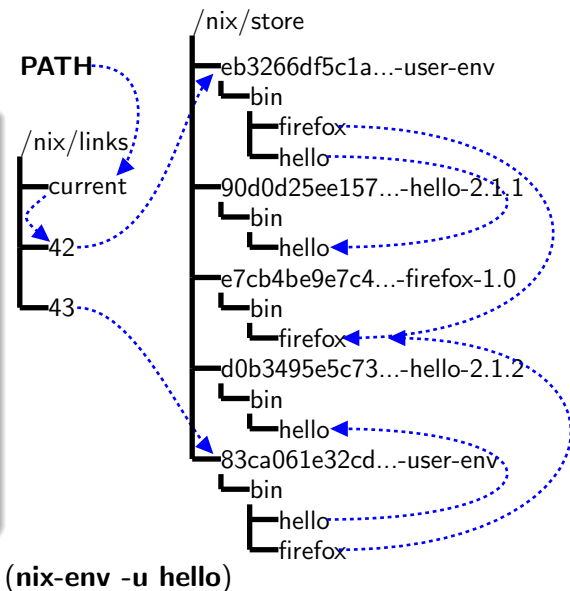 /nix/store
PATH
eb3266df5c1a...-user-env
bin
firefox
hello
/nix/links
current
90d0d25ee157...-hello-2.1.1
bin
42
hello
e7cb4be9e7c4...-firefox-1.0
43
bin
firefox
d0b3495e5c73...-hello-2.1.2
bin
hello
83ca061e32cd...-user-env
bin
hello
firefox
(nix-env -u hello)